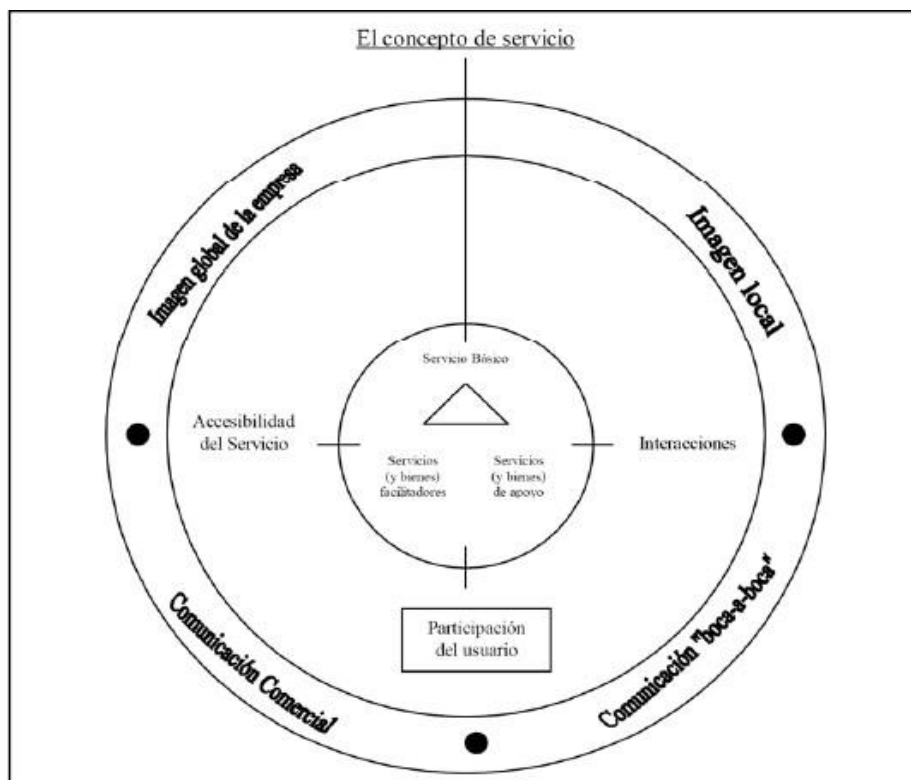 El concepto de servicio
Imagen global de la empresa
Imagen local
Servicio Básico
Accesibilidad
del Servicio
Servicios
(y bienes)
facilitadores
Servicios
(y bienes)
de apoyo
Interacciones
Participación
del usuario
Comunicación Comercial
Comunicación "boca-a-boca"